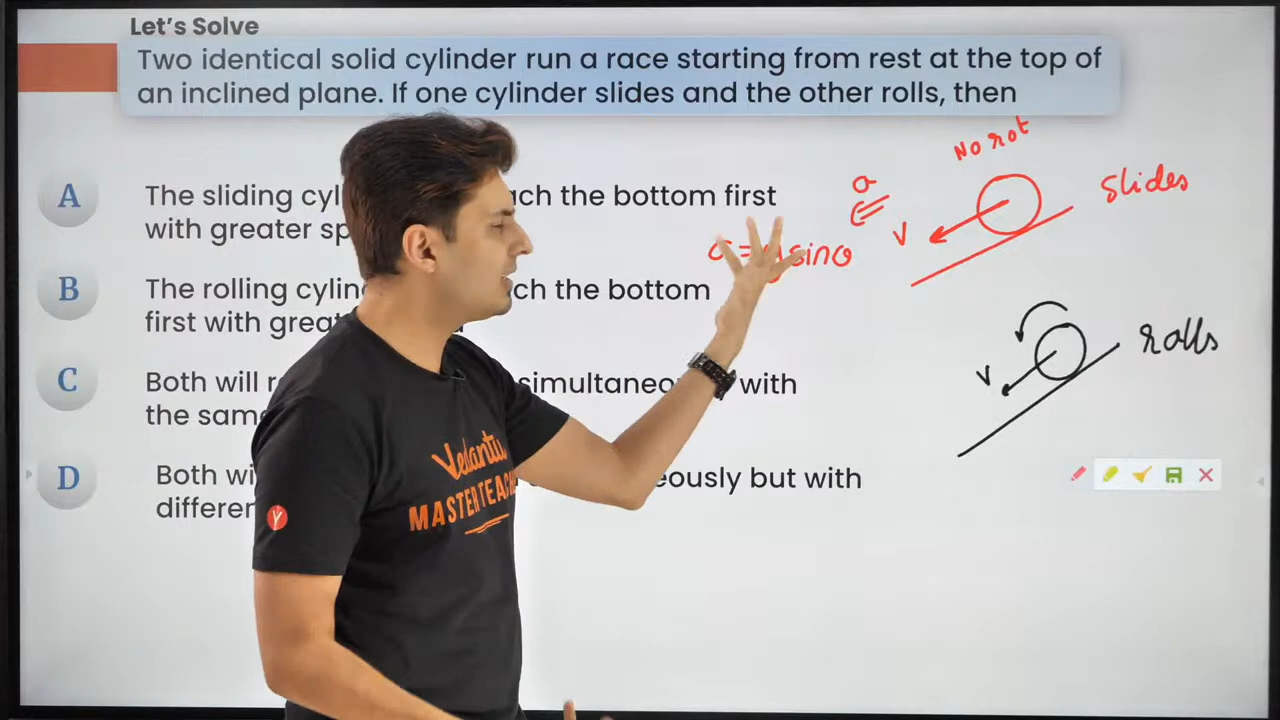 Let's Solve
Two identical solid cylinder run a race starting from rest at the top of
an inclined plane. If one cylinder slides and the other rolls, then
A
The sliding cyl ch the bottom first
with greater sp
B
The rolling cylin ch the bottom
first with great
C
Both will simultaneou with
the same
D
Both wi eously but with
differen
No rot
a
slides
V
sinθ
V
rolls
Vedantu
MASTER TEAC